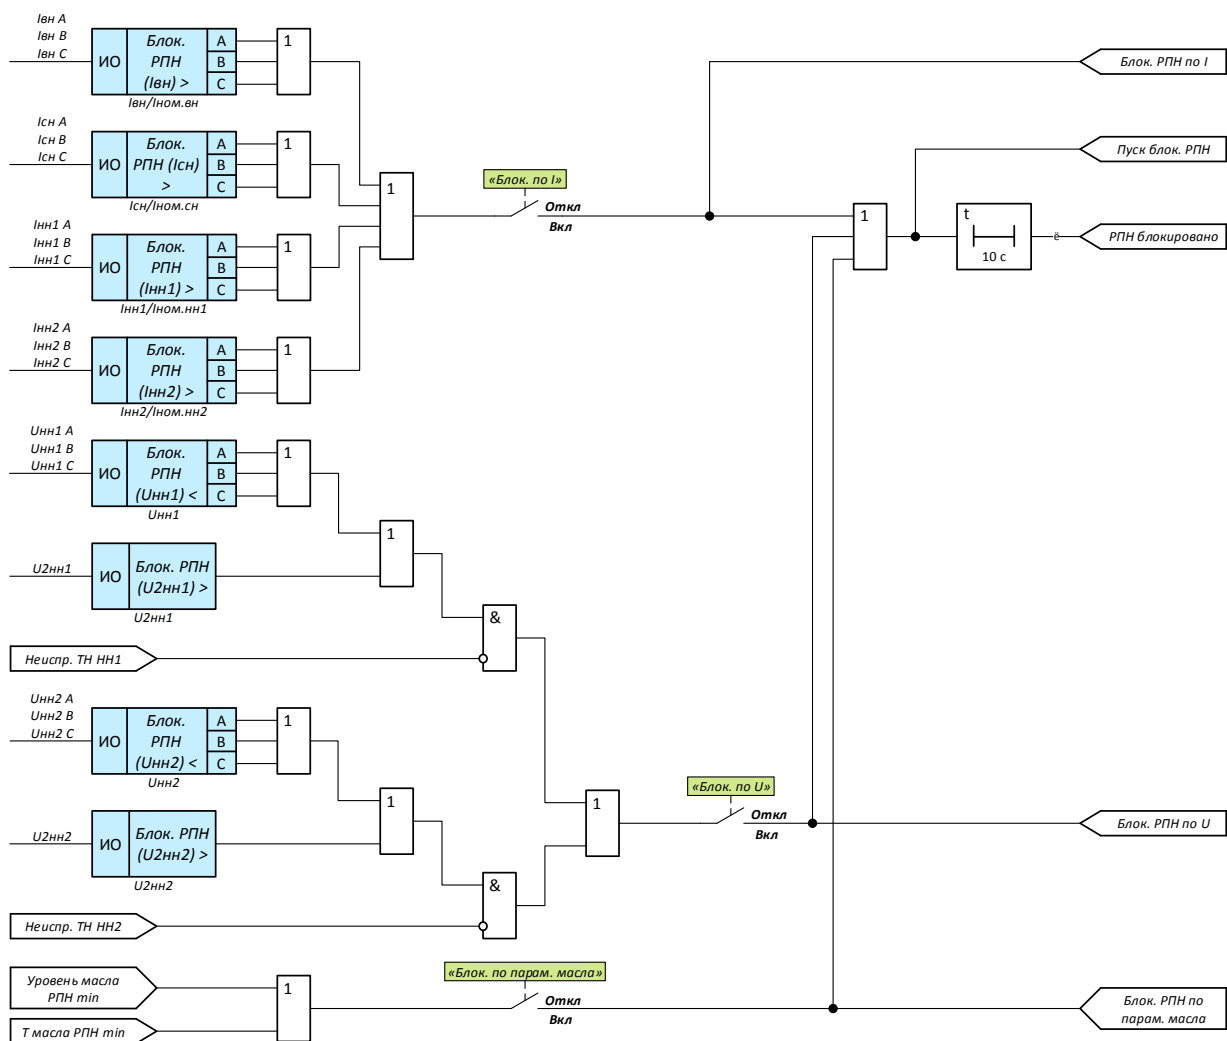 Iвн A
Iвн B
Iвн C
ИО
Блок.
РПН
(Iвн) >
A
B
C
1
Iвн/Iном.вн
Iсн A
Iсн B
Iсн C
ИО
Блок.
РПН (Iсн)
>
A
B
C
1
Iсн/Iном.сн
Iнн1 A
Iнн1 B
Iнн1 C
ИО
Блок.
РПН
(Iнн1) >
A
B
C
1
Iнн1/Iном.нн1
Iнн2 A
Iнн2 B
Iнн2 C
ИО
Блок.
РПН
(Iнн2) >
A
B
C
1
Iнн2/Iном.нн2
1
«Блок. по I»
Откл
Вкл
Блок. РПН по I
Пуск блок. РПН
1
t
10 с
ё
РПН блокировано
Uнн1 A
Uнн1 B
Uнн1 C
ИО
Блок.
РПН
(Uнн1) <
A
B
C
1
Uнн1
U2нн1
ИО
Блок. РПН
(U2нн1) >
U2нн1
1
Неиспр. ТН НН1
&
Uнн2 A
Uнн2 B
Uнн2 C
ИО
Блок.
РПН
(Uнн2) <
A
B
C
1
Uнн2
U2нн2
ИО
Блок. РПН
(U2нн2) >
U2нн2
1
Неиспр. ТН НН2
&
1
«Блок. по U»
Откл
Вкл
Блок. РПН по U
Уровень масла
РПН min
Т масла РПН min
1
«Блок. по парам. масла»
Откл
Вкл
Блок. РПН по
парам. масла